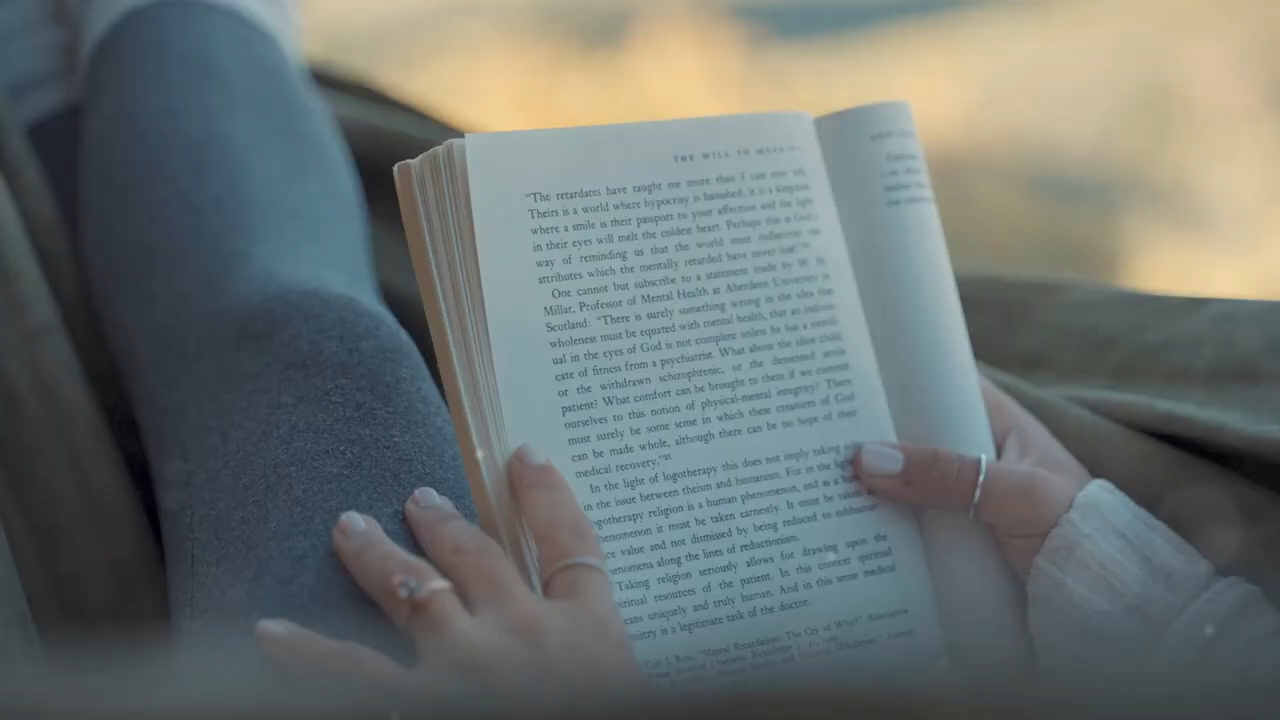 THE WILL TO MEANING
“The retardates have taught me more than I can
Theirs is a world where hypocrisy is banished; it is a kingdom
where a smile is their passport to your affection and the light
in their eyes will melt the coldest heart. Perhaps this is God's
way of reminding us that the world must rediscover the
attributes which the mentally retarded have never lost”
One cannot but subscribe to a statement made by W. M.
Millar, Professor of Mental Health at Aberdeen University in
Scotland: “There is surely something wrong in the idea that
wholeness must be equated with mental health, that an individ-
ual in the eyes of God is not complete unless he has a certifi-
cate of fitness from a psychiatrist. What about the idiot child,
or the withdrawn schizophrenic, or the demented senile
patient? What comfort can be brought to them if we commit
ourselves to this notion of physical-mental integrity? There
must surely be some sense in which these creatures of God
can be made whole, although there can be no hope of their
medical recovery.”
In the light of logotherapy this does not imply taking
in the issue between theism and humanism. For in the
ogotherapy religion is a human phenomenon, and as a
henomenon it must be taken earnestly. It must be taken
ce value and not dismissed by being reduced to subhuman
enomena along the lines of reductionism.
Taking religion seriously allows for drawing upon the
iritual resources of the patient. In this context spiritual
eans uniquely and truly human. And in this sense medical
nistry is a legitimate task of the doctor.
Carl J. "Mental Retardation: The Cry of Why?"